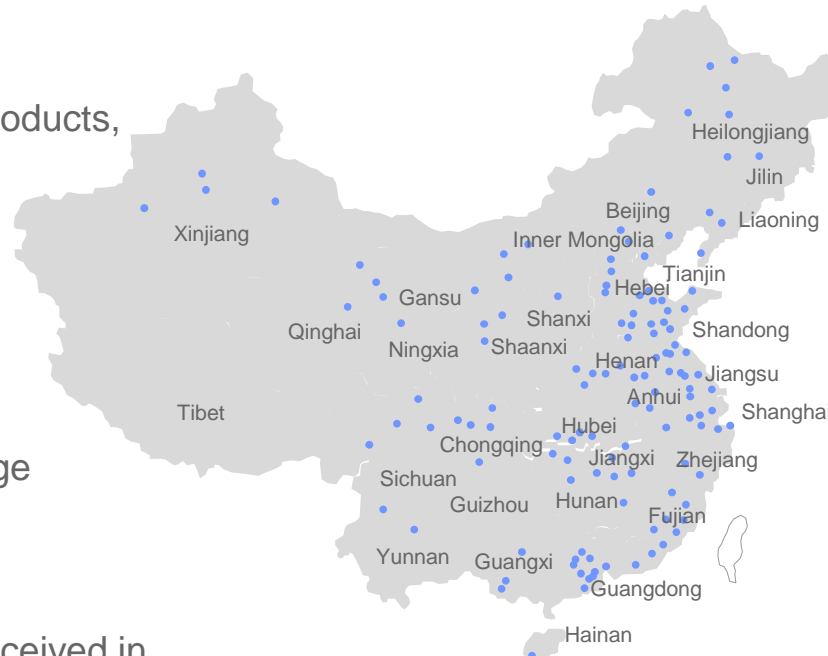 oducts,
ge
ceived in
Heilongjiang
Jilin
Beijing
Liaoning
Inner Mongolia
Xinjiang
Tianjin
Hebei
Gansu
Shanxi
Qinghai
Shandong
Ningxia
Shaanxi
Henan
Jiangsu
Anhui
Tibet
Shanghai
Hubei
Chongqing
Jiangxi
Zhejiang
Sichuan
Guizhou
Hunan
Fujian
Yunnan
Guangxi
Guangdong
Hainan